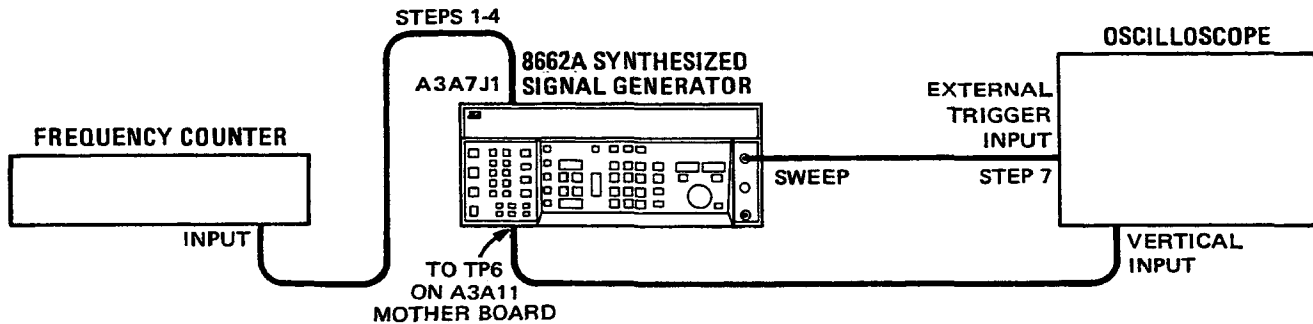 STEPS 1-4
8662A SYNTHESIZED
SIGNAL GENERATOR
A3A7J1
FREQUENCY COUNTER
INPUT
TO TP6
ON A3A11
MOTHER BOARD
SWEEP
OSCILLOSCOPE
EXTERNAL
TRIGGER
INPUT
STEP 7
VERTICAL
INPUT